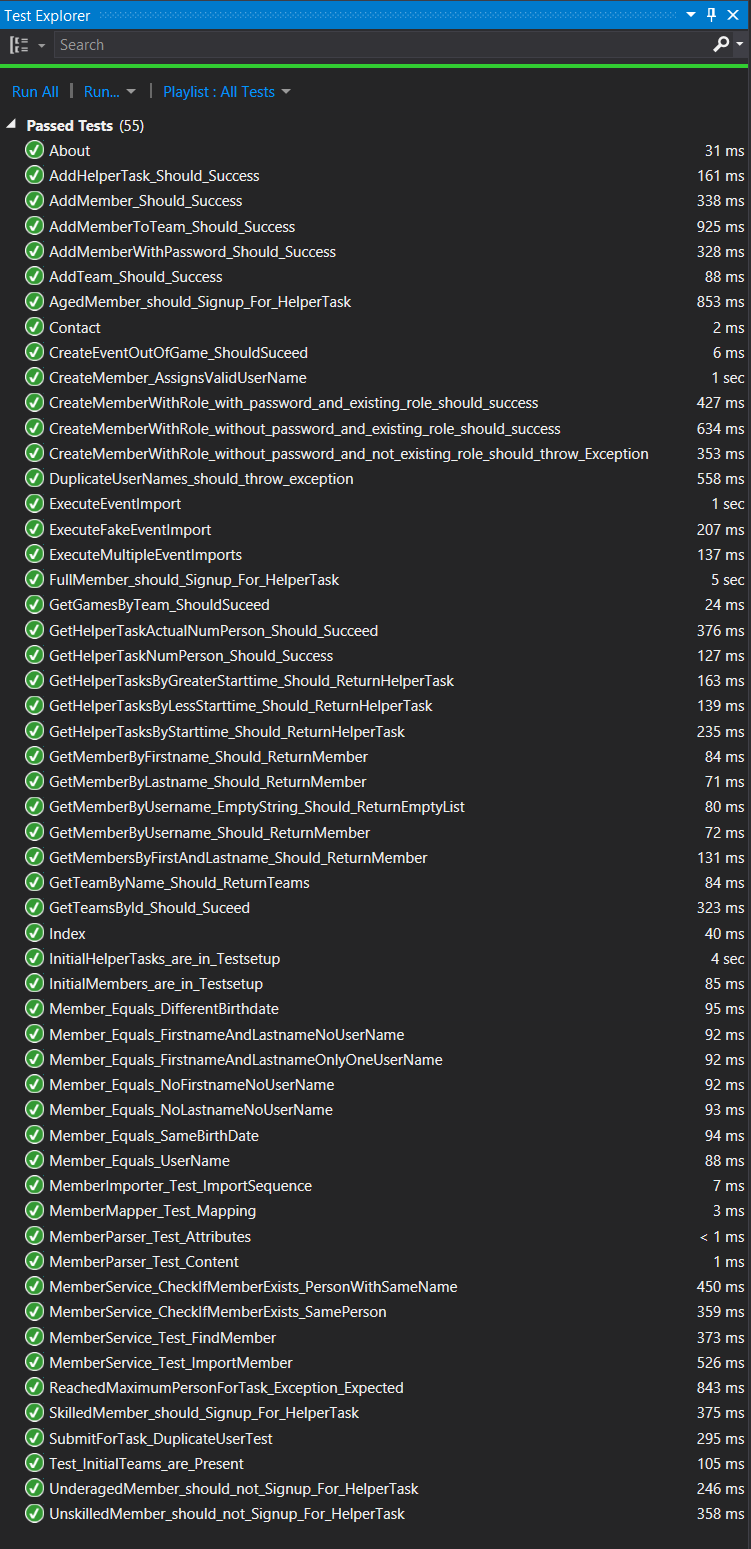 Test Explorer
Search
Run All | Run... | Playlist : All Tests
Passed Tests (55)
About 31 ms
AddHelperTask_Should_Success 161 ms
AddMember_Should_Success 338 ms
AddMemberToTeam_Should_Success 925 ms
AddMemberWithPassword_Should_Success 328 ms
AddTeam_Should_Success 88 ms
AgedMember_should_Signup_For_HelperTask 853 ms
Contact 2 ms
CreateEventOutOfGame_ShouldSuceed 6 ms
CreateMember_AssignsValidUserName 1 sec
CreateMemberWithRole_with_password_and_existing_role_should_success 427 ms
CreateMemberWithRole_without_password_and_existing_role_should_success 634 ms
CreateMemberWithRole_without_password_and_not_existing_role_should_throw_Exception 353 ms
DuplicateUserNames_should_throw_exception 558 ms
ExecuteEventImport 1 sec
ExecuteFakeEventImport 207 ms
ExecuteMultipleEventImports 137 ms
FullMember_should_Signup_For_HelperTask 5 sec
GetGamesByTeam_ShouldSuceed 24 ms
GetHelperTaskActualNumPerson_Should_Succeed 376 ms
GetHelperTaskNumPerson_Should_Success 127 ms
GetHelperTasksByGreaterStarttime_Should_ReturnHelperTask 163 ms
GetHelperTasksByLessStarttime_Should_ReturnHelperTask 139 ms
GetHelperTasksByStarttime_Should_ReturnHelperTask 235 ms
GetMemberByFirstname_Should_ReturnMember 84 ms
GetMemberByLastname_Should_ReturnMember 71 ms
GetMemberByUsername_EmptyString_Should_ReturnEmptyList 80 ms
GetMemberByUsername_Should_ReturnMember 72 ms
GetMembersByFirstAndLastname_Should_ReturnMember 131 ms
GetTeamByName_Should_ReturnTeams 84 ms
GetTeamsById_Should_Suceed 323 ms
Index 40 ms
InitialHelperTasks_are_in_Testsetup 4 sec
InitialMembers_are_in_Testsetup 85 ms
Member_Equals_DifferentBirthdate 95 ms
Member_Equals_FirstnameAndLastnameNoUserName 92 ms
Member_Equals_FirstnameAndLastnameOnlyOneUserName 92 ms
Member_Equals_NoFirstnameNoUserName 92 ms
Member_Equals_NoLastnameNoUserName 93 ms
Member_Equals_SameBirthDate 94 ms
Member_Equals_UserName 88 ms
MemberImporter_Test_ImportSequence 7 ms
MemberMapper_Test_Mapping 3 ms
MemberParser_Test_Attributes < 1 ms
MemberParser_Test_Content 1 ms
MemberService_CheckIfMemberExists_PersonWithSameName 450 ms
MemberService_CheckIfMemberExists_SamePerson 359 ms
MemberService_Test_FindMember 373 ms
MemberService_Test_ImportMember 526 ms
ReachedMaximumPersonForTask_Exception_Expected 843 ms
SkilledMember_should_Signup_For_HelperTask 375 ms
SubmitForTask_DuplicateUserTest 295 ms
Test_InitialTeams_are_Present 105 ms
UnderagedMember_should_not_Signup_For_HelperTask 246 ms
UnskilledMember_should_not_Signup_For_HelperTask 358 ms